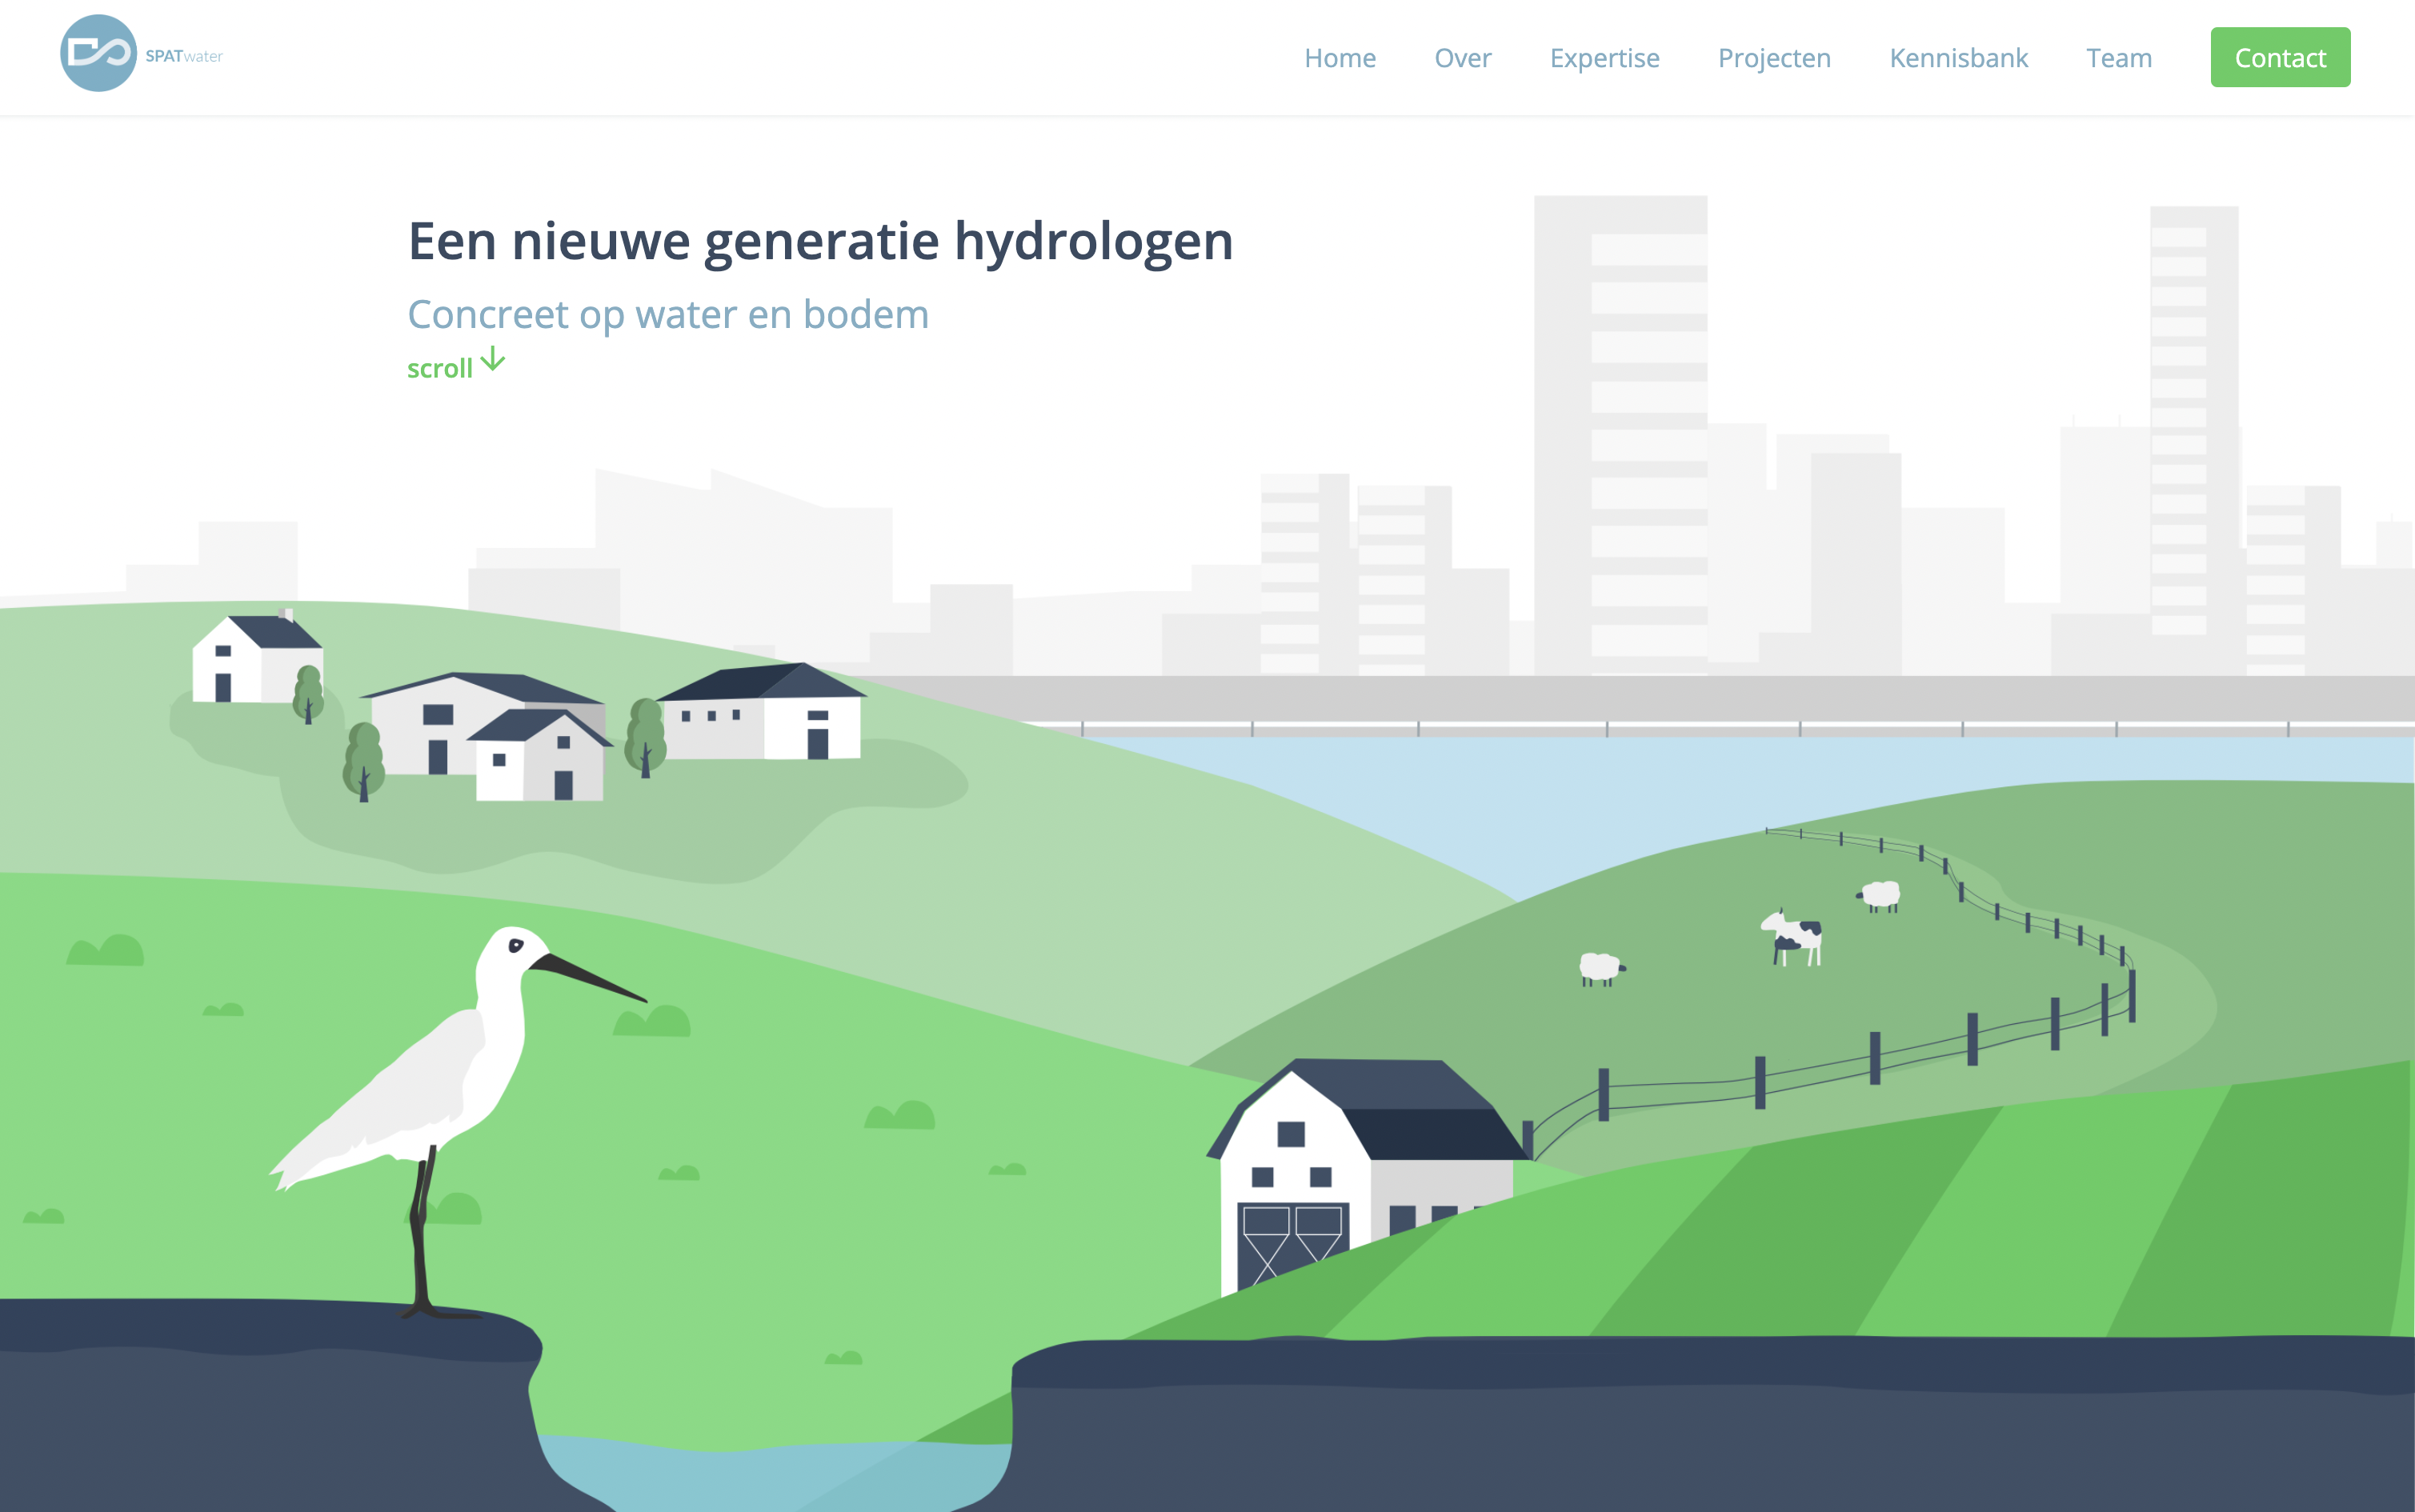 SPATwater
Home Over Expertise Projecten Kennisbank Team Contact
Een nieuwe generatie hydrologen
Concreet op water en bodem
scroll